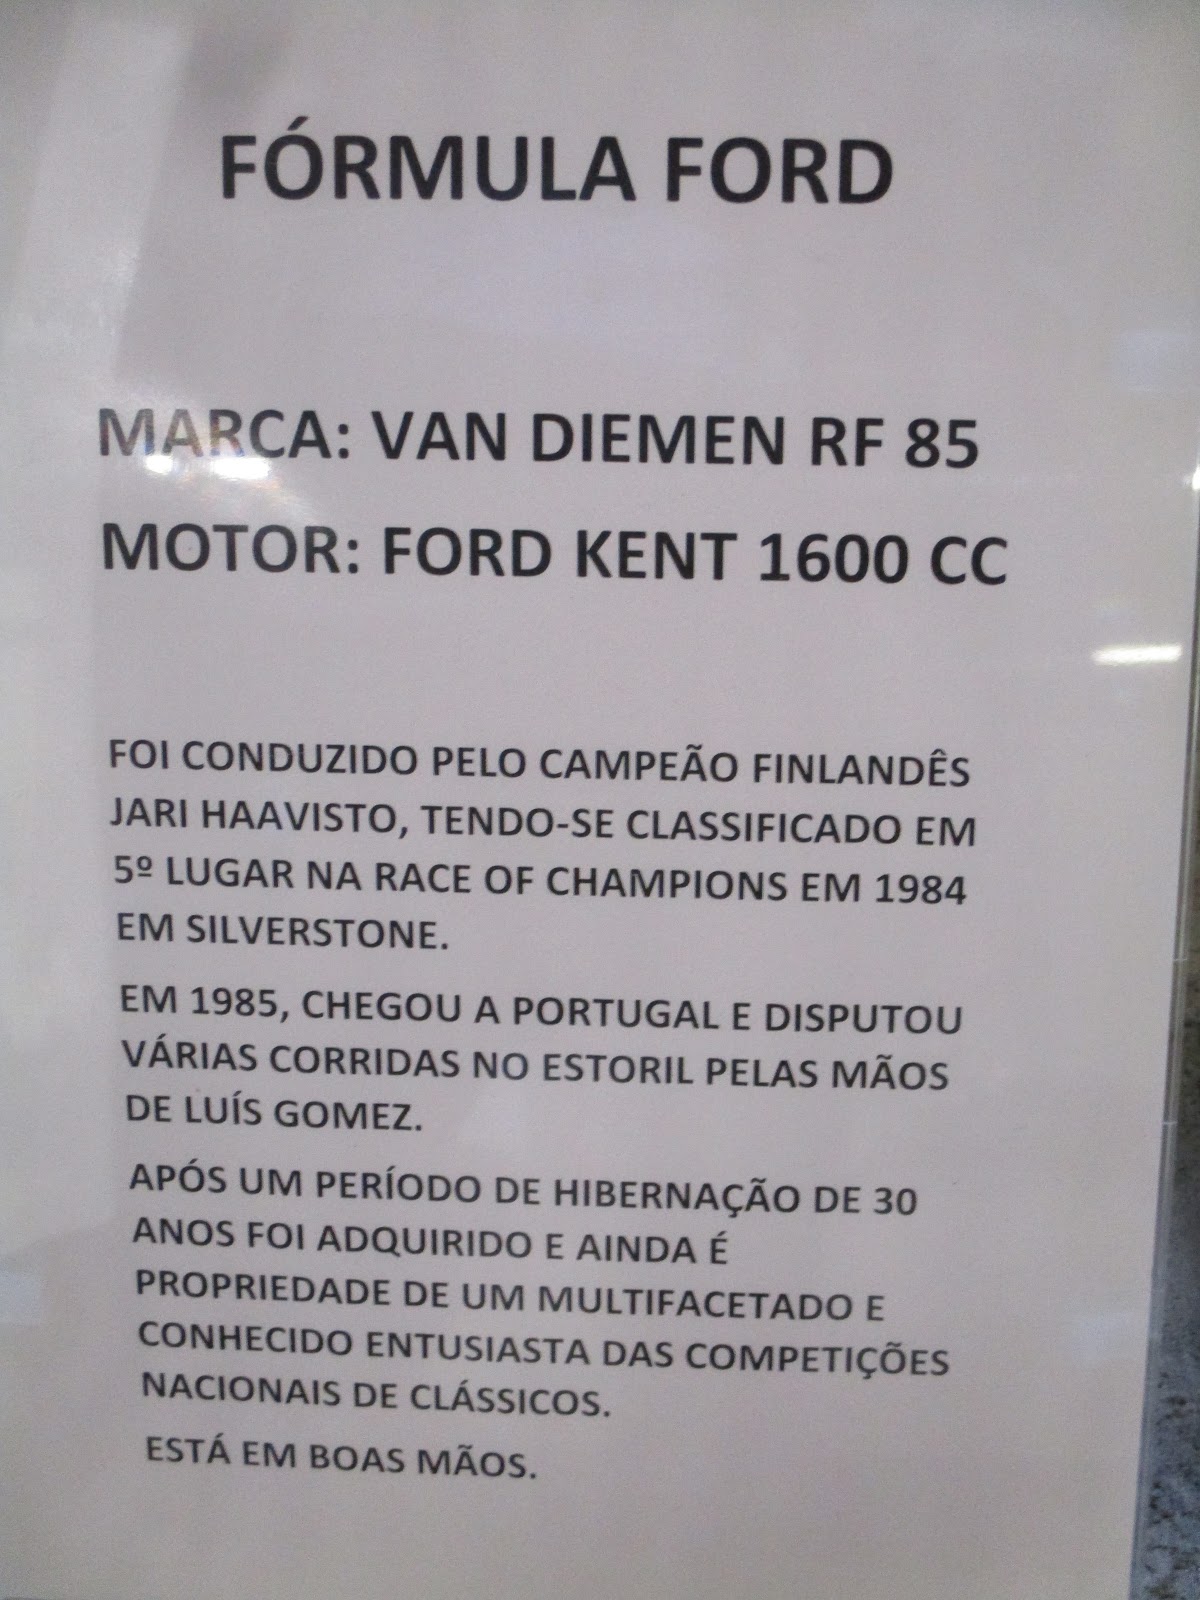 FÓRMULA FORD
MARCA: VAN DIEMEN RF 85
MOTOR: FORD KENT 1600 CC
FOI CONDUZIDO PELO CAMPEÃO FINLANDÊS
JARI HAAVISTO, TENDO-SE CLASSIFICADO EM
5º LUGAR NA RACE OF CHAMPIONS EM 1984
EM SILVERSTONE.
EM 1985, CHEGOU A PORTUGAL E DISPUTOU
VÁRIAS CORRIDAS NO ESTORIL PELAS MÃOS
DE LUÍS GOMEZ.
APÓS UM PERÍODO DE HIBERNAÇÃO DE 30
ANOS FOI ADQUIRIDO E AINDA É
PROPRIEDADE DE UM MULTIFACETADO E
CONHECIDO ENTUSIASTA DAS COMPETIÇÕES
NACIONAIS DE CLÁSSICOS.
ESTÁ EM BOAS MÃOS.